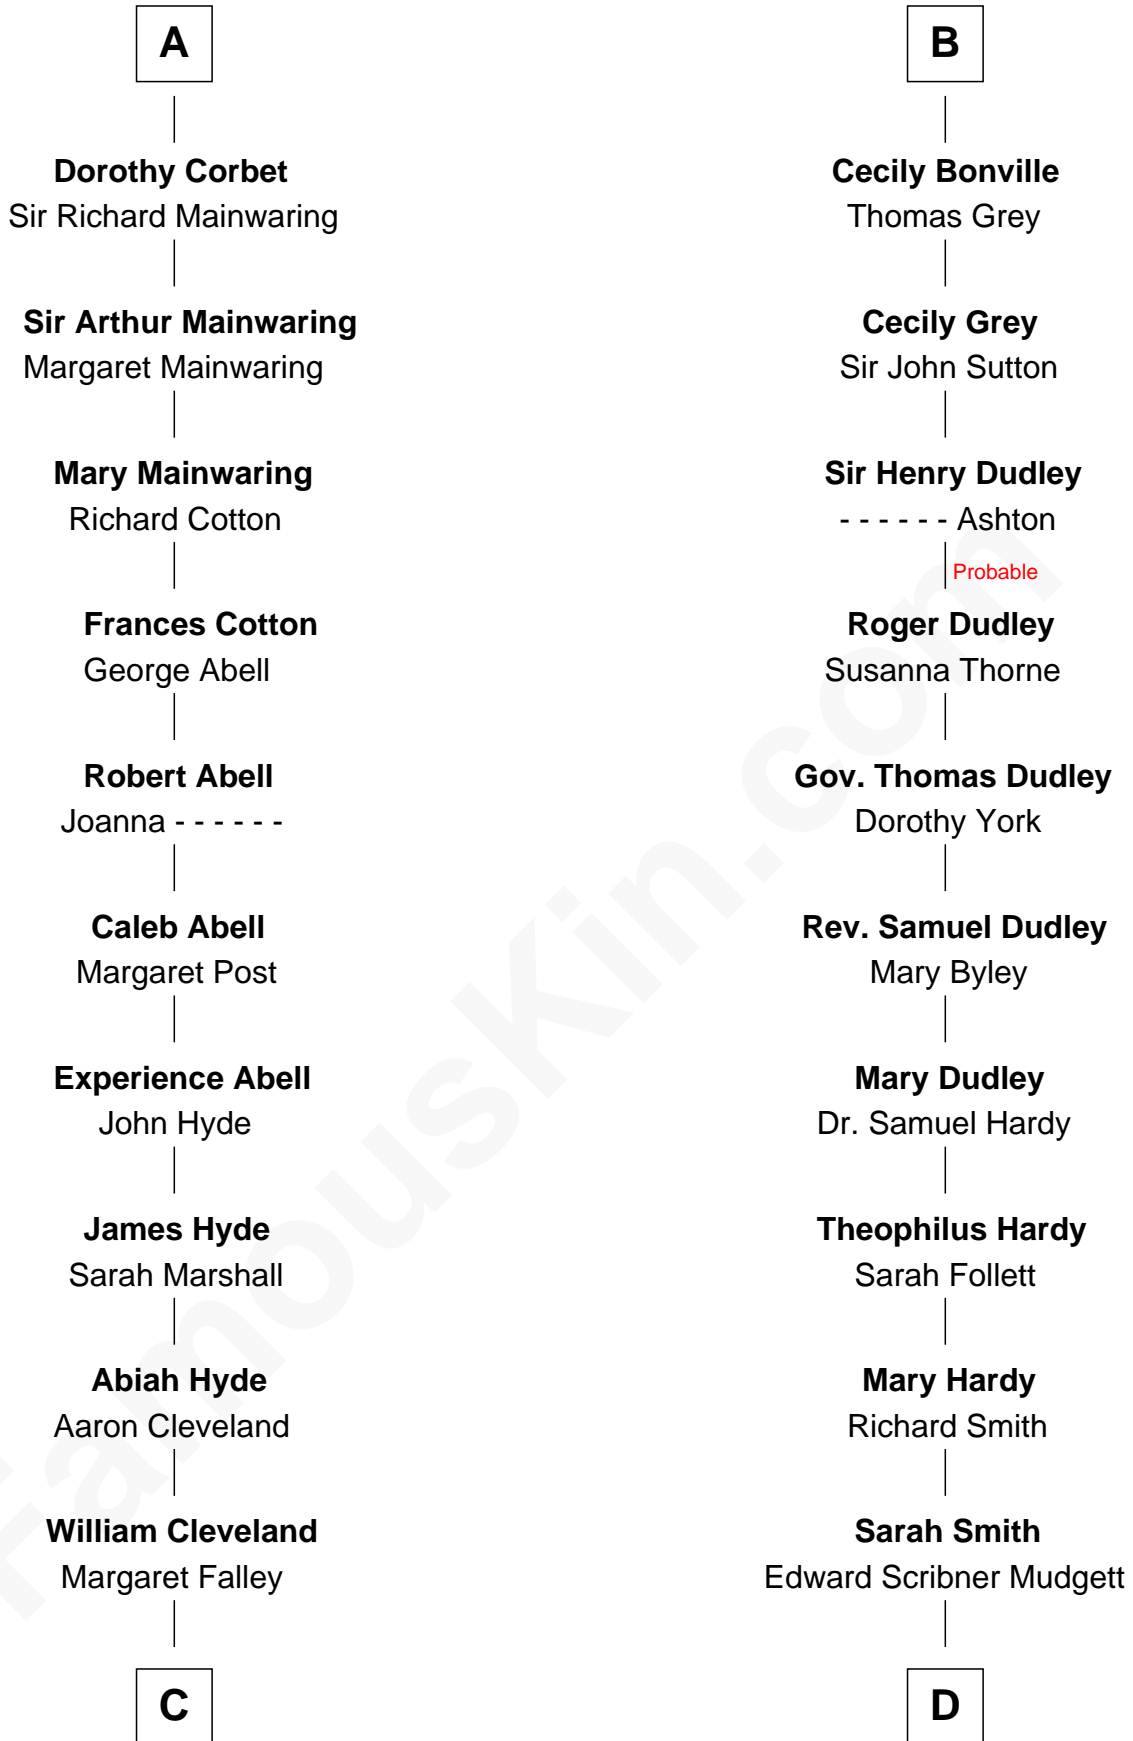 A
Dorothy Corbet
Sir Richard Mainwaring
Sir Arthur Mainwaring
Margaret Mainwaring
Mary Mainwaring
Richard Cotton
Frances Cotton
George Abell
Robert Abell
Joanna - - - - - -
Caleb Abell
Margaret Post
Experience Abell
John Hyde
James Hyde
Sarah Marshall
Abiah Hyde
Aaron Cleveland
William Cleveland
Margaret Falley
C
B
Cecily Bonville
Thomas Grey
Cecily Grey
Sir John Sutton
Sir Henry Dudley
- - - - - - Ashton
Probable
Roger Dudley
Susanna Thorne
Gov. Thomas Dudley
Dorothy York
Rev. Samuel Dudley
Mary Byley
Mary Dudley
Dr. Samuel Hardy
Theophilus Hardy
Sarah Follett
Mary Hardy
Richard Smith
Sarah Smith
Edward Scribner Mudgett
D
FamousKin.com